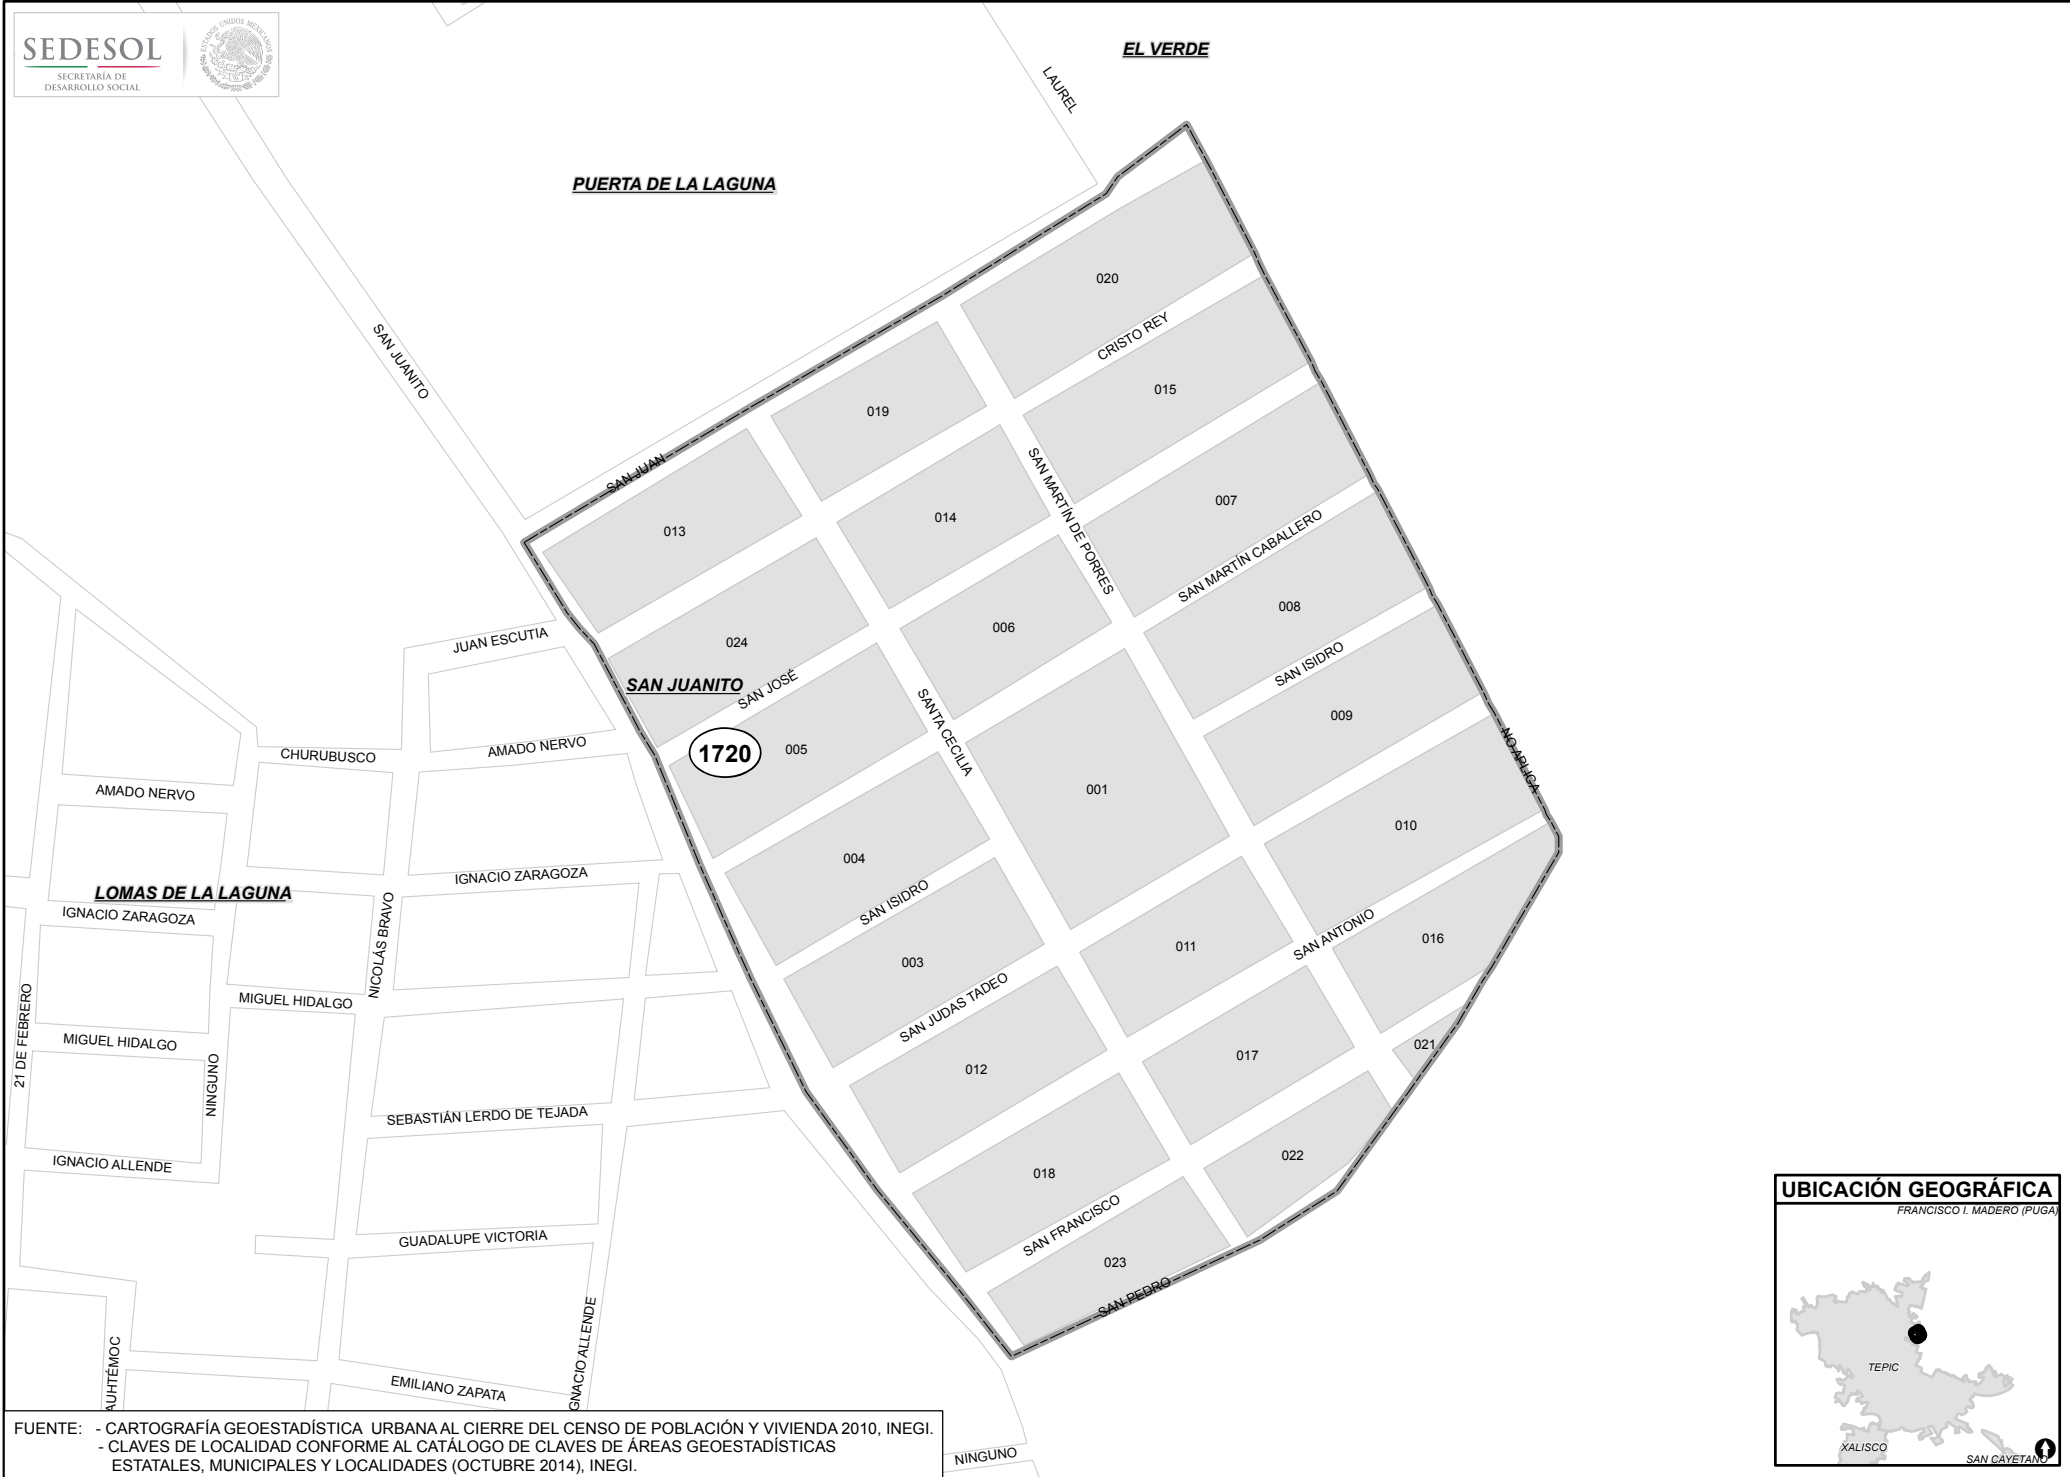 SEDESOL
SECRETARÍA DE
DESARROLLO SOCIAL
ESTADOS UNIDOS MEXICANOS
EL VERDE
LAUREL
PUERTA DE LA LAGUNA
020
CRISTO REY
SAN JUANITO
015
019
SAN JUAN
SAN MARTÍN DE PORRES
007
014
013
SAN MARTÍN CABALLERO
008
006
JUAN ESCUTIA
024
SAN ISIDRO
SAN JUANITO
SAN JOSÉ
SANTA CECILIA
009
1720
005
NO APLICA
AMADO NERVO
CHURUBUSCO
AMADO NERVO
001
010
004
IGNACIO ZARAGOZA
LOMAS DE LA LAGUNA
SAN ISIDRO
IGNACIO ZARAGOZA
NICOLÁS BRAVO
SAN ANTONIO
016
011
003
21 DE FEBRERO
MIGUEL HIDALGO
SAN JUDAS TADEO
MIGUEL HIDALGO
021
017
012
NINGUNO
SEBASTIÁN LERDO DE TEJADA
IGNACIO ALLENDE
022
018
SAN FRANCISCO
GUADALUPE VICTORIA
023
SAN PEDRO
IGNACIO ALLENDE
AUHTÉMOC
EMILIANO ZAPATA
NINGUNO
UBICACIÓN GEOGRÁFICA
FRANCISCO I. MADERO (PUGA)
TEPIC
XALISCO
SAN CAYETANO
FUENTE: - CARTOGRAFÍA GEOESTADÍSTICA URBANA AL CIERRE DEL CENSO DE POBLACIÓN Y VIVIENDA 2010, INEGI.
- CLAVES DE LOCALIDAD CONFORME AL CATÁLOGO DE CLAVES DE ÁREAS GEOESTADÍSTICAS
ESTATALES, MUNICIPALES Y LOCALIDADES (OCTUBRE 2014), INEGI.